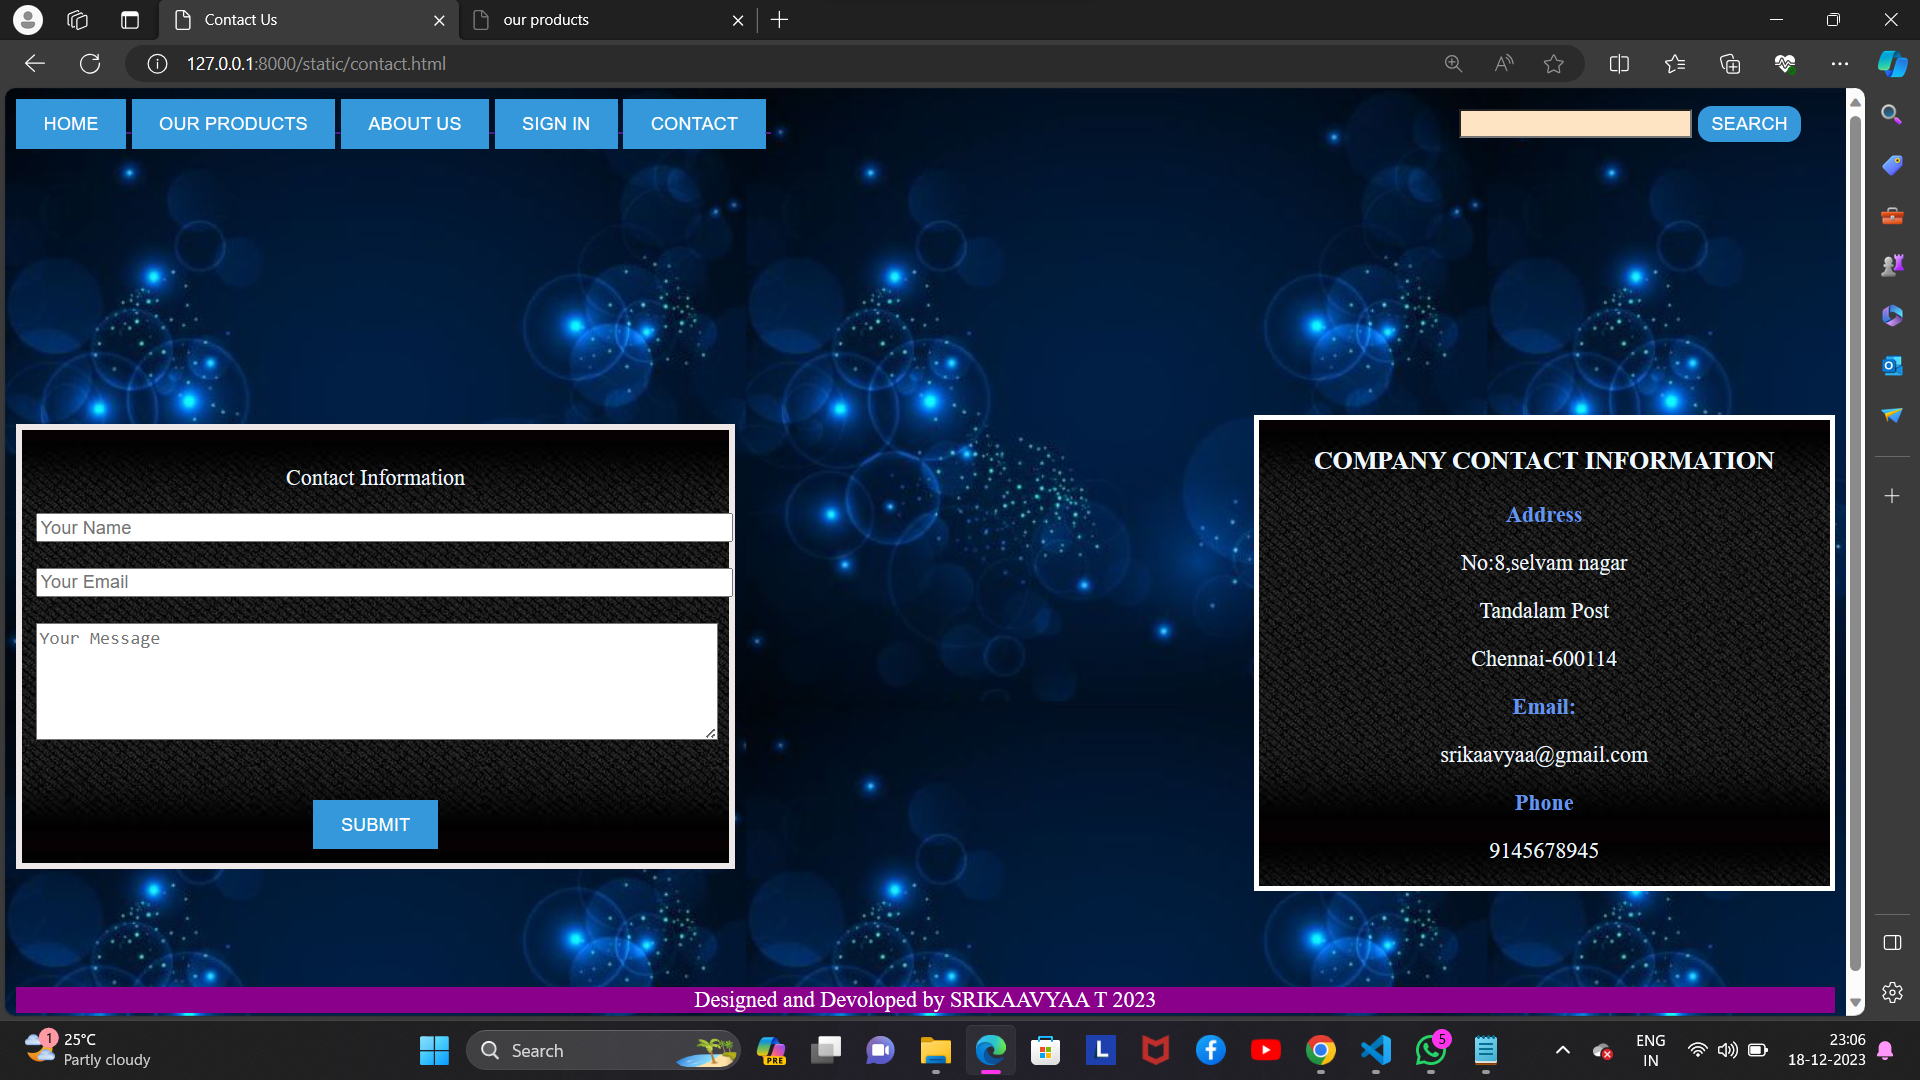 Contact Us
our products
127.0.0.1:8000/static/contact.html
HOME
OUR PRODUCTS
ABOUT US
SIGN IN
CONTACT
SEARCH
Contact Information
Your Name
Your Email
Your Message
SUBMIT
COMPANY CONTACT INFORMATION
Address
No:8,selvam nagar
Tandalam Post
Chennai-600114
Email:
srikaavyaa@gmail.com
Phone
9145678945
Designed and Devoloped by SRIKAAVYAA T 2023
1
25°C
Partly cloudy
Search
PRE
L
5
ENG
IN
23:06
18-12-2023